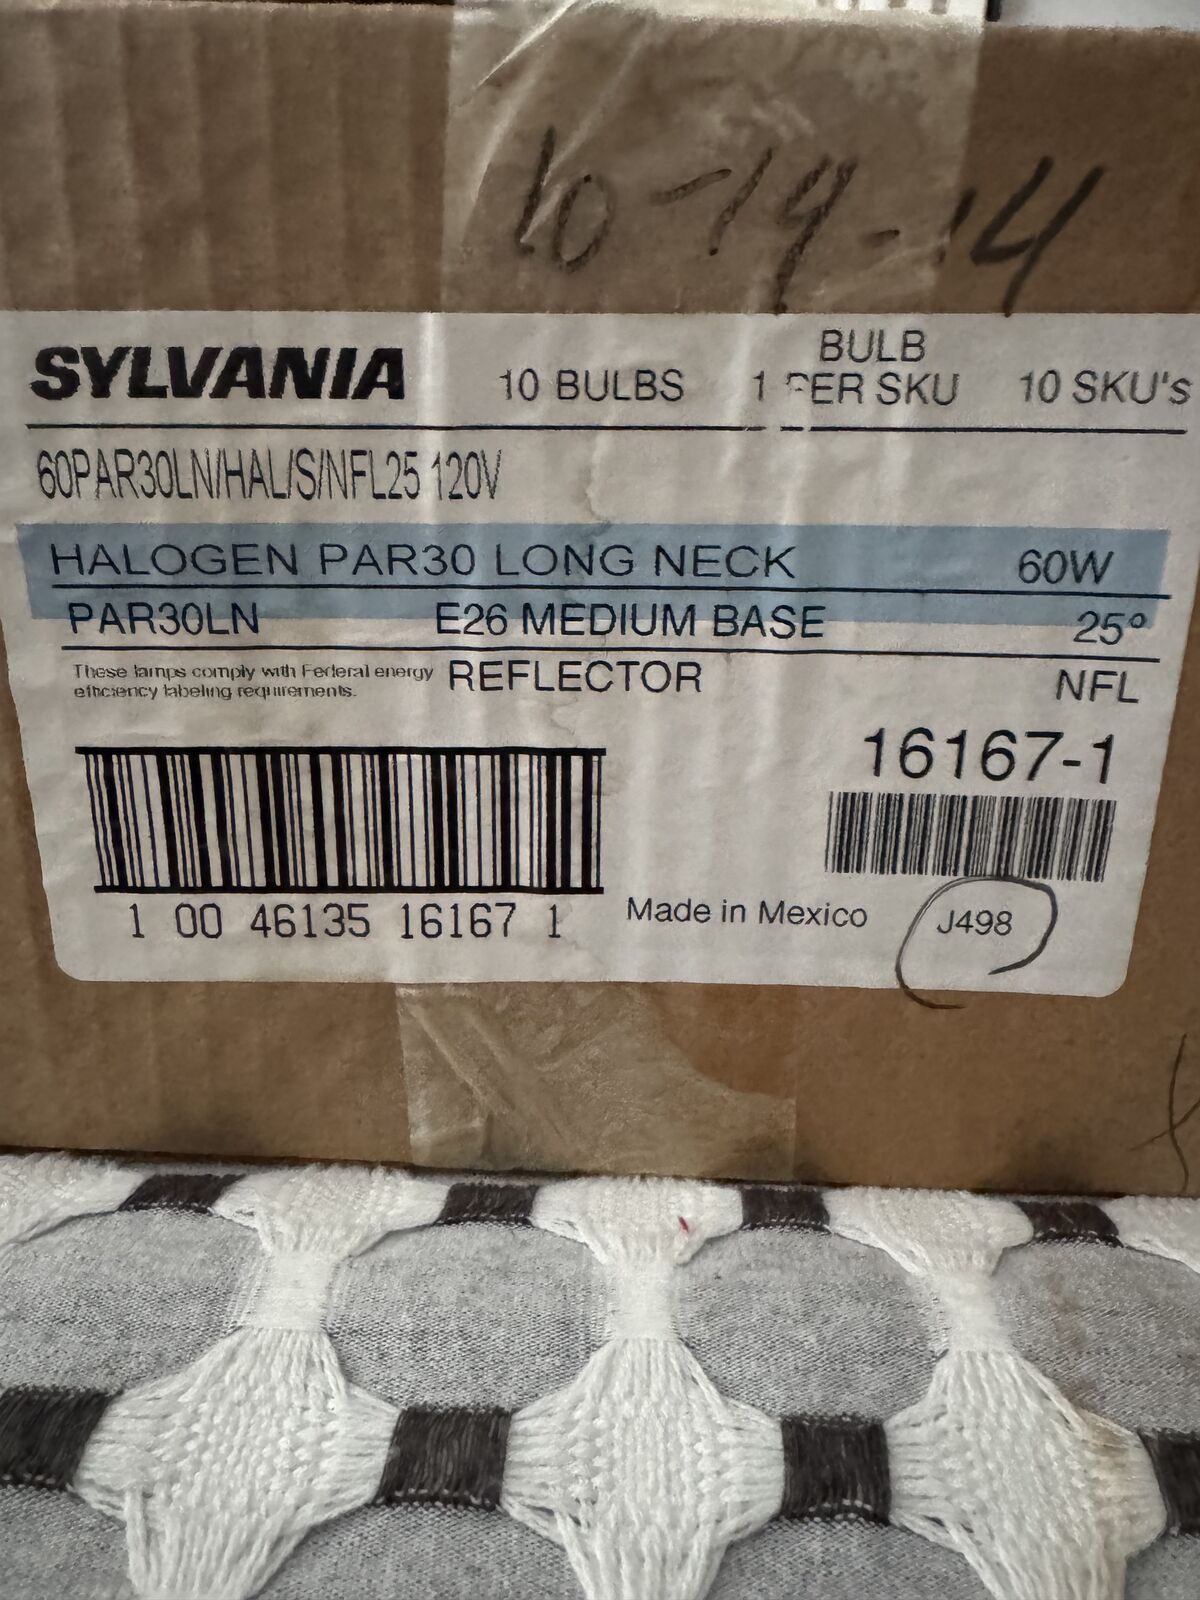 10-19-14
SYLVANIA 10 BULBS 1 BULB PER SKU 10 SKU's
60PAR30LN/HAL/S/NFL25 120V
HALOGEN PAR30 LONG NECK 60W
PAR30LN E26 MEDIUM BASE 25°
These lamps comply with Federal energy
efficiency labeling requirements.
REFLECTOR NFL
16167-1
1 00 46135 16167 1
Made in Mexico J498